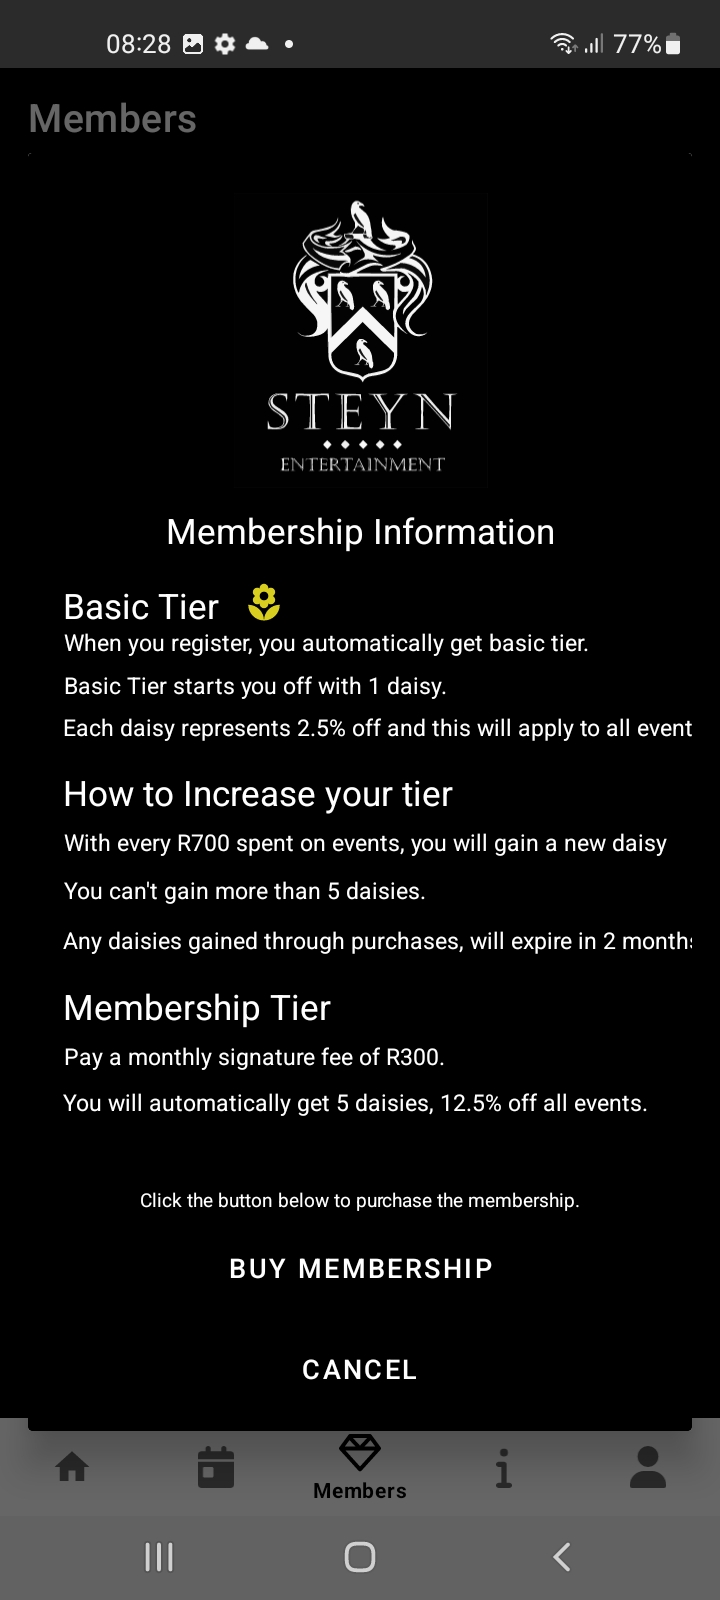 08:28
77%
Members
STEYN
ENTERTAINMENT
Membership Information
Basic Tier
When you register, you automatically get basic tier.
Basic Tier starts you off with 1 daisy.
Each daisy represents 2.5% off and this will apply to all event
How to Increase your tier
With every R700 spent on events, you will gain a new daisy
You can't gain more than 5 daisies.
Any daisies gained through purchases, will expire in 2 months
Membership Tier
Pay a monthly signature fee of R300.
You will automatically get 5 daisies, 12.5% off all events.
Click the button below to purchase the membership.
BUY MEMBERSHIP
CANCEL
Members